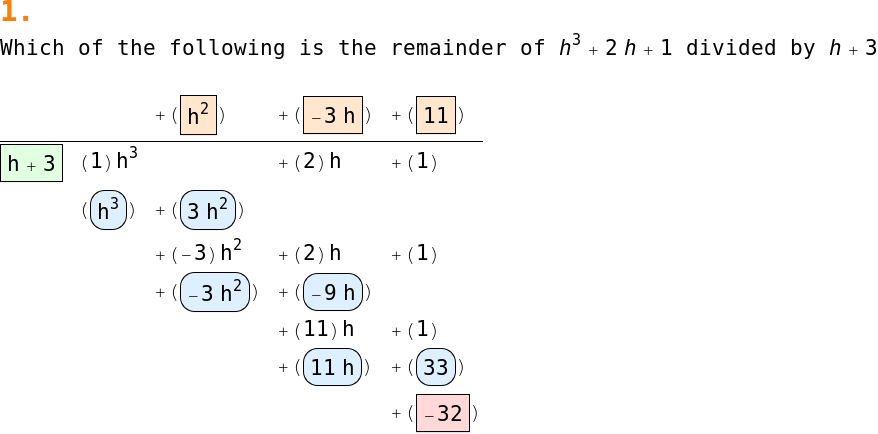 1.
Which of the following is the remainder of h³ + 2 h + 1 divided by h + 3
+ ( h² ) + ( −3 h ) + ( 11 )
h + 3 (1) h³ + (2) h + (1)
( h³ ) + ( 3 h² )
+ (−3) h² + (2) h + (1)
+ ( −3 h² ) + ( −9 h )
+ (11) h + (1)
+ ( 11 h ) + ( 33 )
+ ( −32 )